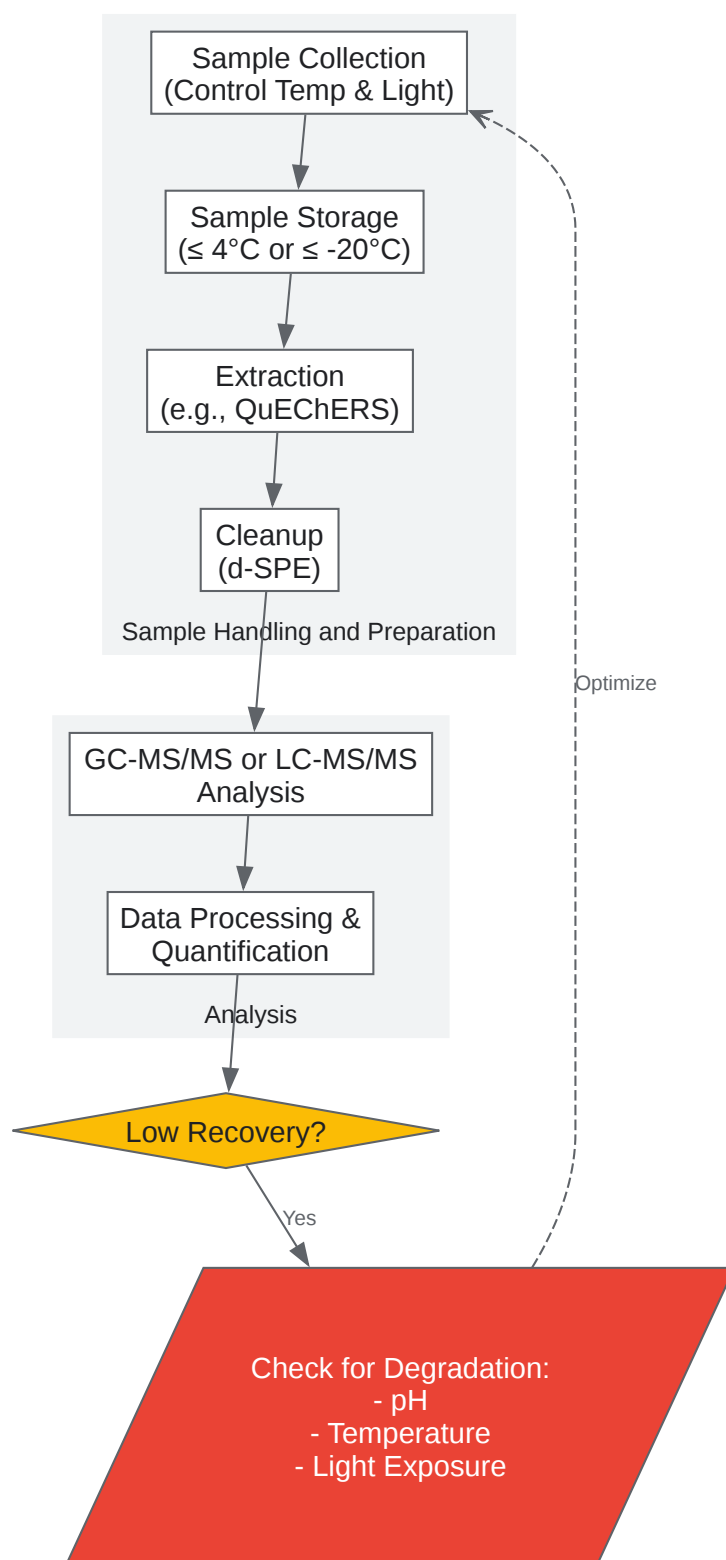 Sample Collection
(Control Temp & Light)
Sample Storage
(≤ 4°C or ≤ -20°C)
Extraction
(e.g., QuEChERS)
Cleanup
(d-SPE)
Sample Handling and Preparation
Optimize
GC-MS/MS or LC-MS/MS
Analysis
Data Processing &
Quantification
Analysis
Low Recovery?
Yes
Check for Degradation:
- pH
- Temperature
- Light Exposure